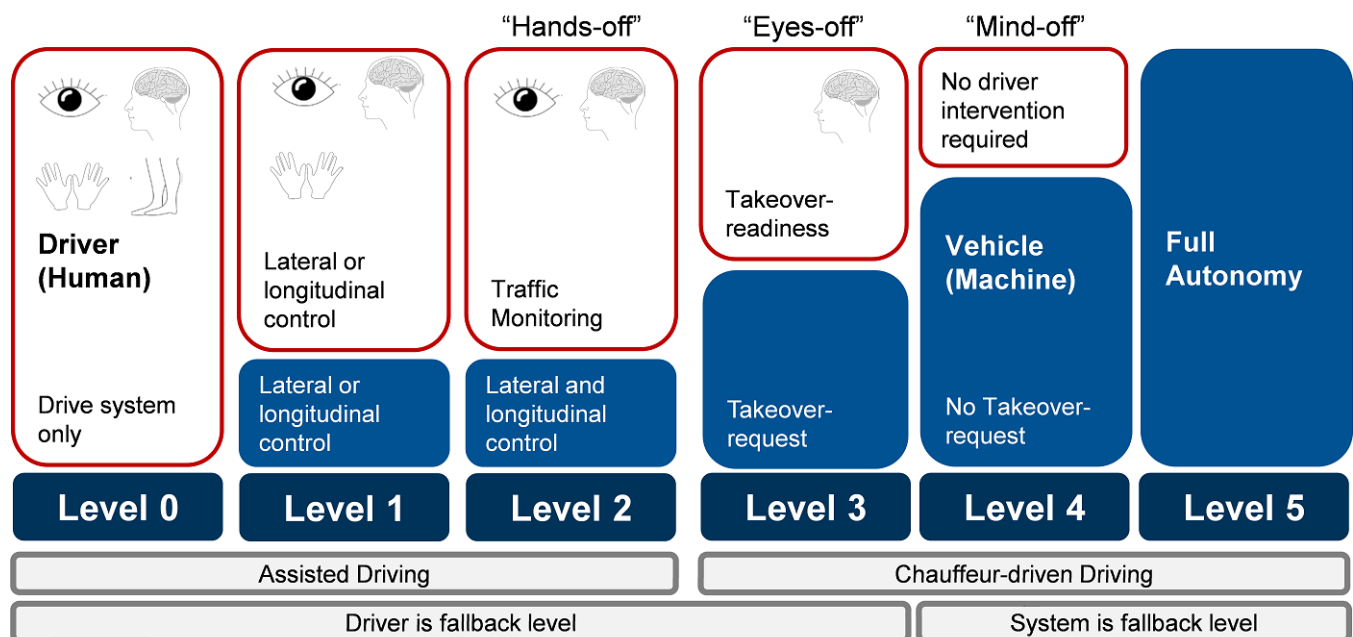 “Hands-off”
“Eyes-off”
“Mind-off”
Driver
(Human)
Drive system
only
Lateral or
longitudinal
control
Lateral or
longitudinal
control
Traffic
Monitoring
Lateral and
longitudinal
control
Takeover-
readiness
Takeover-
request
No driver
intervention
required
Vehicle
(Machine)
No Takeover-
request
Full
Autonomy
Level 0
Level 1
Level 2
Level 3
Level 4
Level 5
Assisted Driving
Chauffeur-driven Driving
Driver is fallback level
System is fallback level